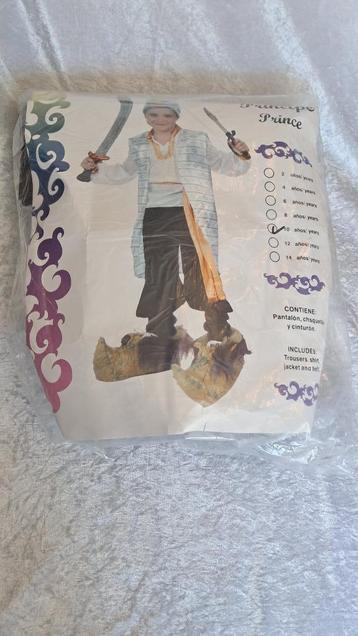 Príncipe
Prince
2 años/ years
4 años/ years
6 años/ years
8 años/ years
10 años/ years
12 años/ years
14 años/ years
CONTIENE:
Pantalón, chaqueta
y cinturón.
INCLUDES:
Trousers, shirt,
jacket and belt.